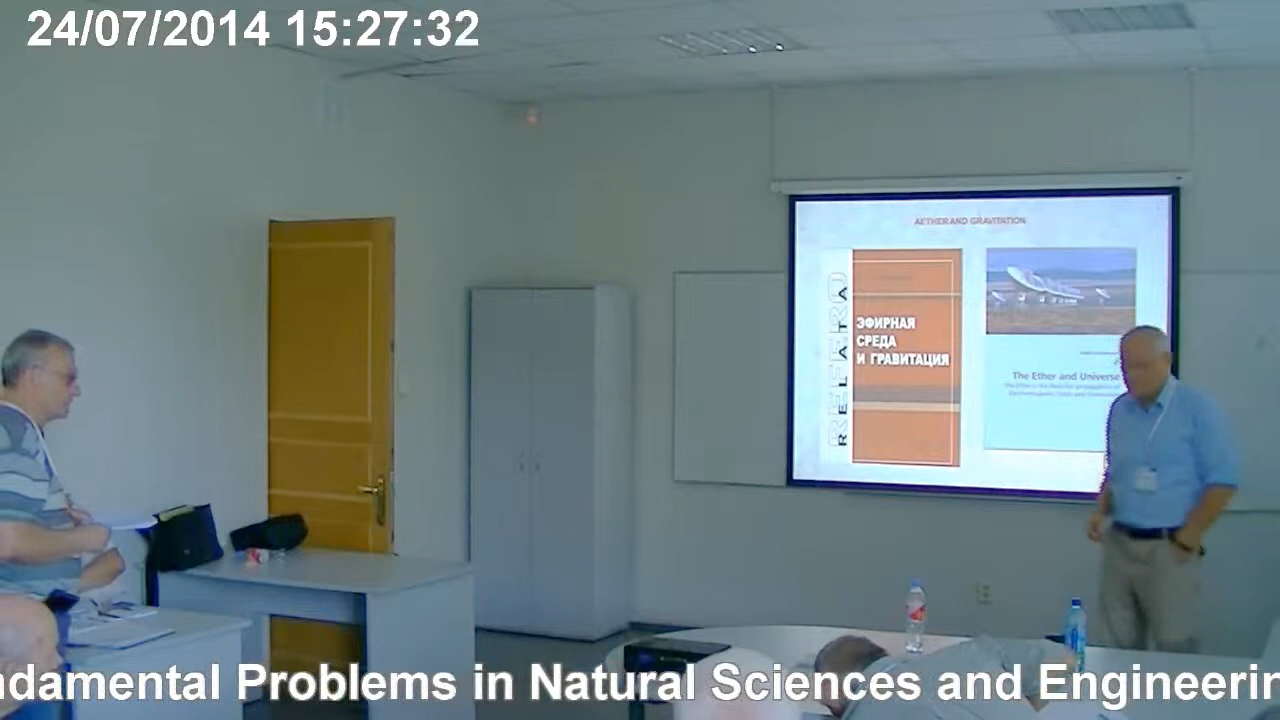 24/07/2014 15:27:32
AETHER AND GRAVITATION
ЭФИРНАЯ
СРЕДА
И ГРАВИТАЦИЯ
The Ether and Universe
ndamental Problems in Natural Sciences and Engineerin